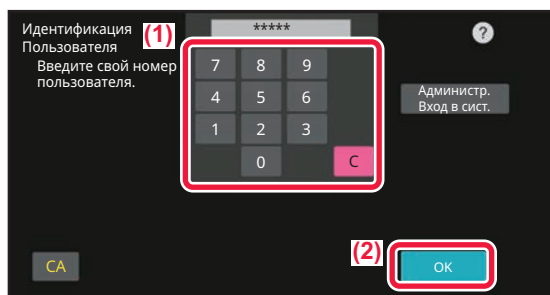 Идентификация
Пользователя
(1)
*****
?
Введите свой номер
пользователя.
7 8 9
4 5 6
1 2 3
0 C
Администр.
Вход в сист.
(2)
CA
OK